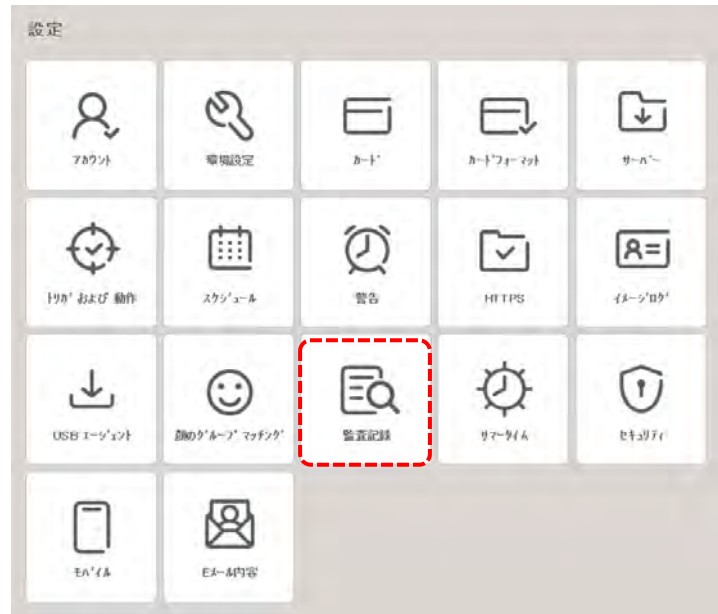 設定
アカウント
環境設定
カード
カードフォーマット
サーバー
トリガ および 動作
スケジュール
警告
HTTPS
イメージログ
USB エージェント
顔のグループ マッチング
監査記録
サマータイム
セキュリティ
モバイル
Eメール内容